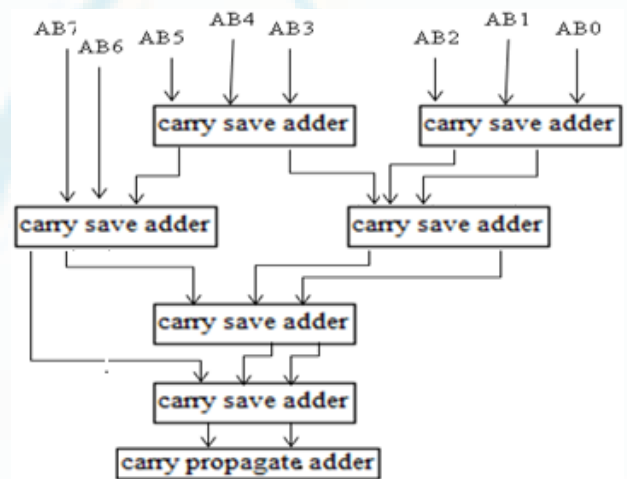 AB7
AB6
AB5
AB4
AB3
AB2
AB1
AB0
carry save adder
carry save adder
carry save adder
carry save adder
carry save adder
carry save adder
carry propagate adder